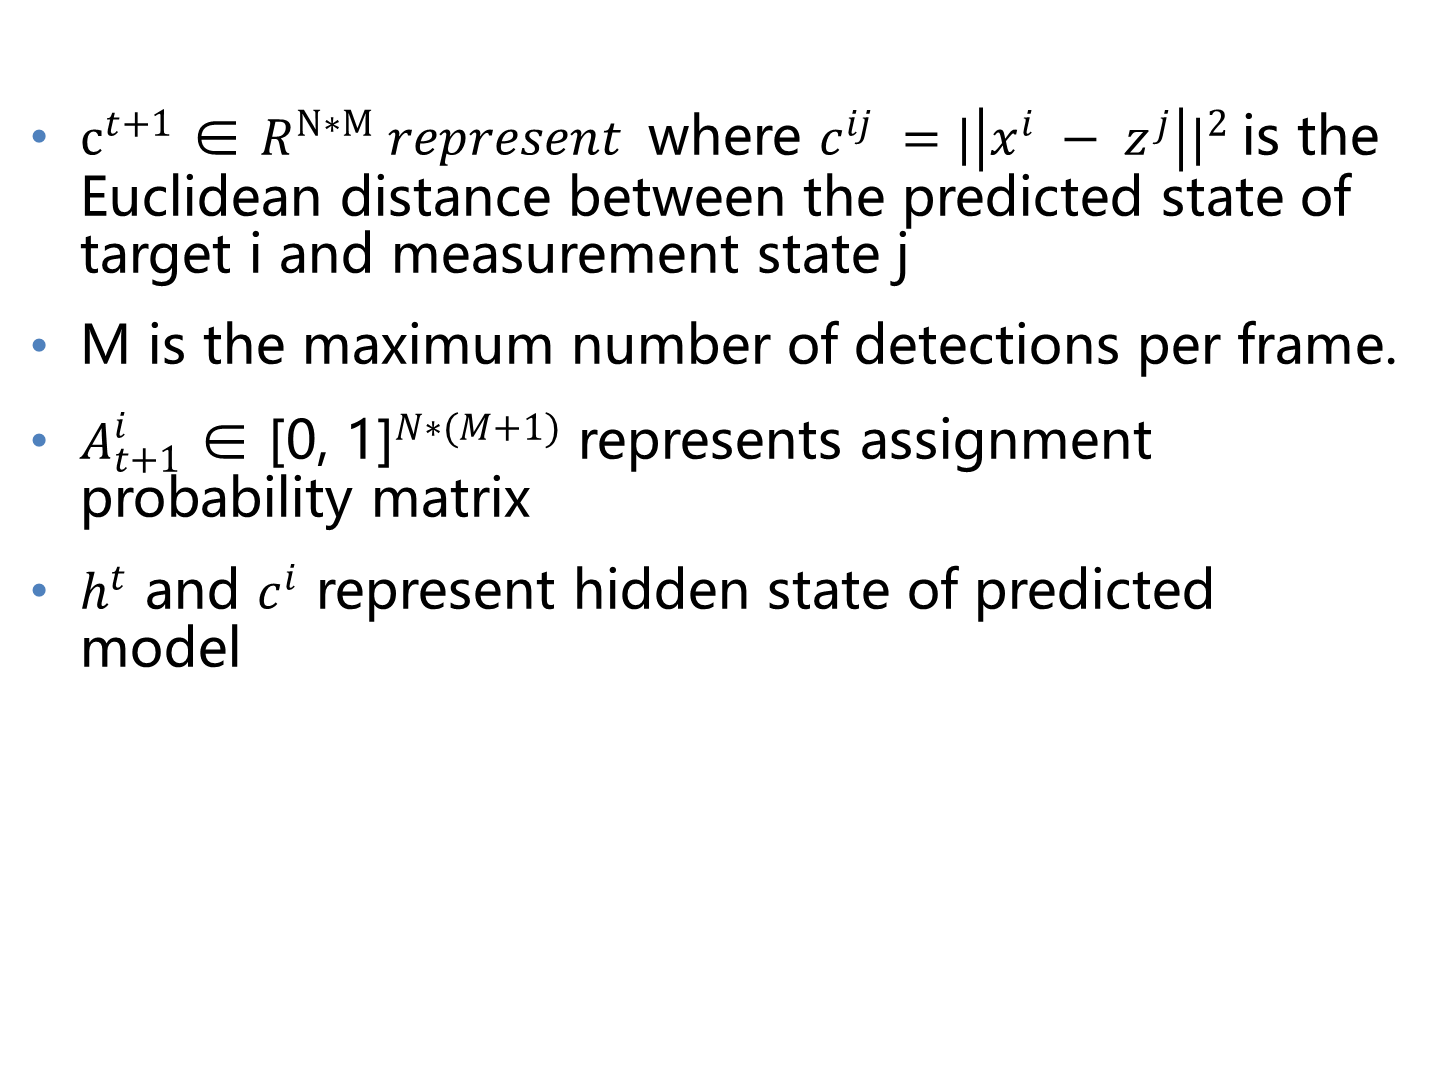 • c^{t+1} ∈ R^{N∗M} represent where c^{ij} = ||x^i − z^j||^2 is the
Euclidean distance between the predicted state of
target i and measurement state j
• M is the maximum number of detections per frame.
• A^i_{t+1} ∈ [0, 1]^{N∗(M+1)} represents assignment
probability matrix
• h^t and c^i represent hidden state of predicted
model